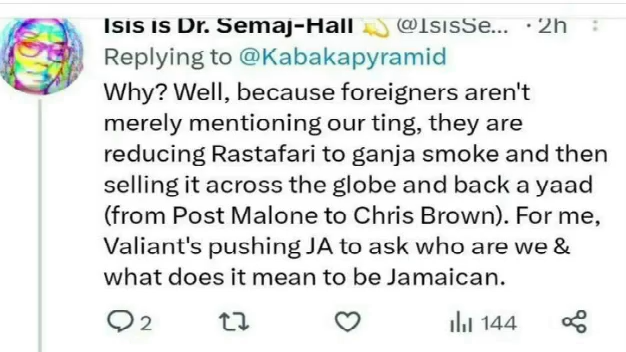 Isis is Dr. Semaj-Hall 💫 @IsisSe... · 2h
Replying to @Kabakapyramid
Why? Well, because foreigners aren't
merely mentioning our ting, they are
reducing Rastafari to ganja smoke and then
selling it across the globe and back a yaad
(from Post Malone to Chris Brown). For me,
Valiant's pushing JA to ask who are we &
what does it mean to be Jamaican.
2 144